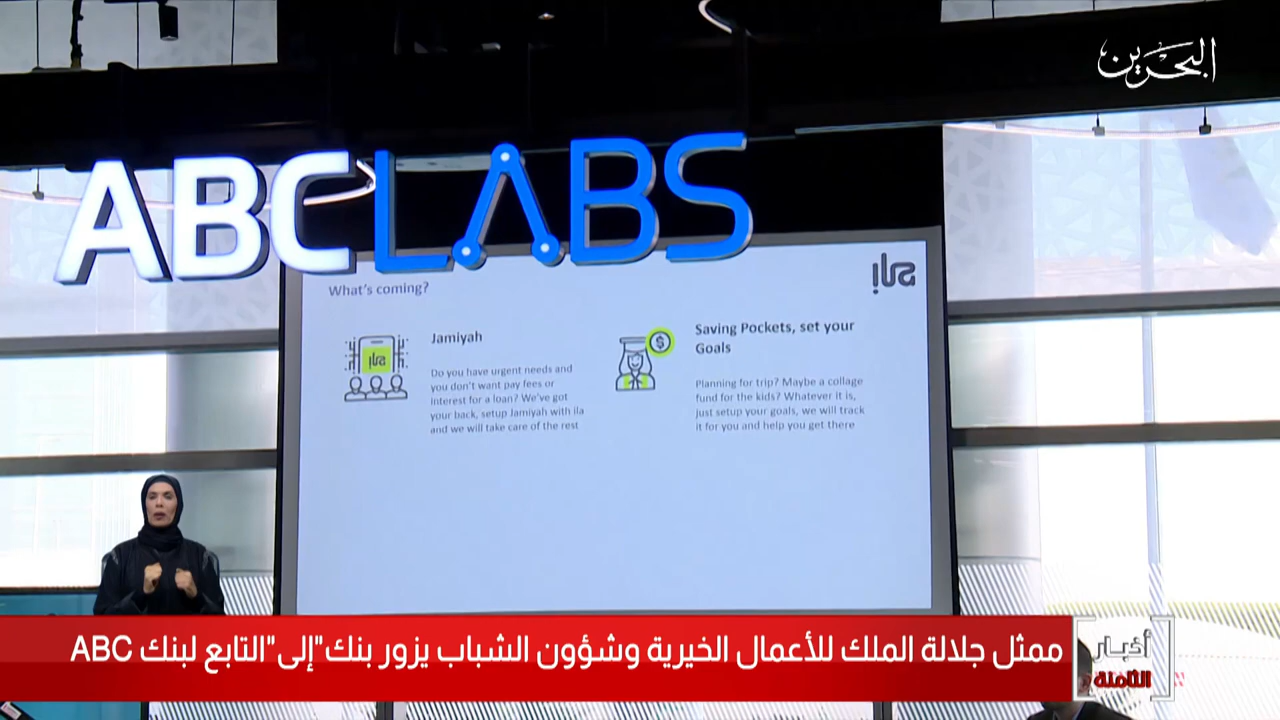 البحرين
ABC LABS
ila
What's coming?
Jamiyah
Do you have urgent needs and
you don't want pay fees or
interest for a loan? We've got
your back, setup Jamiyah with ila
and we will take care of the rest
ila
Saving Pockets, set your
Goals
Planning for trip? Maybe a collage
fund for the kids? Whatever it is,
just setup your goals, we will track
it for you and help you get there
$
أخبار
الثامنة
ممثل جلالة الملك للأعمال الخيرية وشؤون الشباب يزور بنك"إلى"التابع لبنك ABC